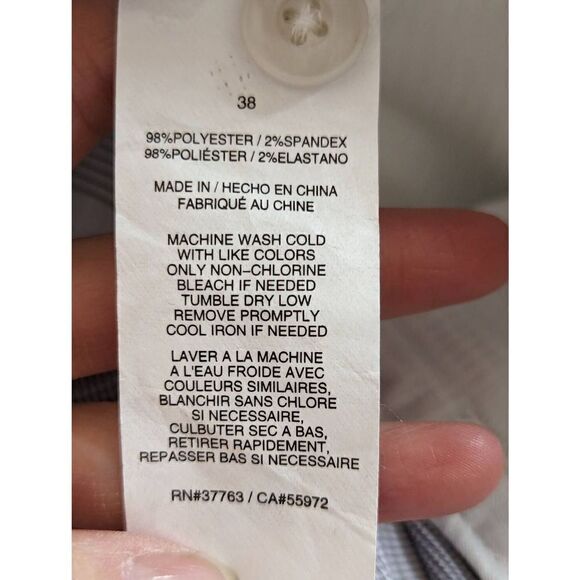 38
98%POLYESTER / 2%SPANDEX
98%POLIÉSTER / 2%ELASTANO
MADE IN / HECHO EN CHINA
FABRIQUÉ AU CHINE
MACHINE WASH COLD
WITH LIKE COLORS
ONLY NON-CHLORINE
BLEACH IF NEEDED
TUMBLE DRY LOW
REMOVE PROMPTLY
COOL IRON IF NEEDED
LAVER A LA MACHINE
A L'EAU FROIDE AVEC
COULEURS SIMILAIRES,
BLANCHIR SANS CHLORE
SI NECESSAIRE,
CULBUTER SEC A BAS,
RETIRER RAPIDEMENT,
REPASSER BAS SI NECESSAIRE
RN#37763 / CA#55972